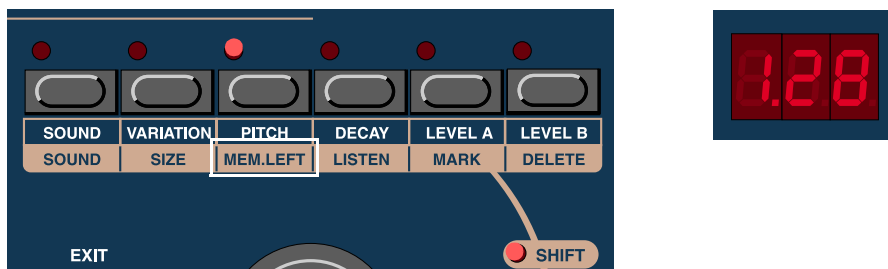 1.28
SOUND VARIATION PITCH DECAY LEVEL A LEVEL B
SOUND SIZE MEM.LEFT LISTEN MARK DELETE
EXIT SHIFT